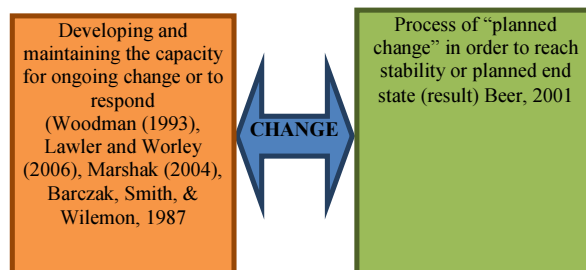 Developing and
maintaining the capacity
for ongoing change or to
respond
(Woodman (1993),
Lawler and Worley
(2006), Marshak (2004),
Barczak, Smith, &
Wilemon, 1987
CHANGE
Process of “planned
change” in order to reach
stability or planned end
state (result) Beer, 2001